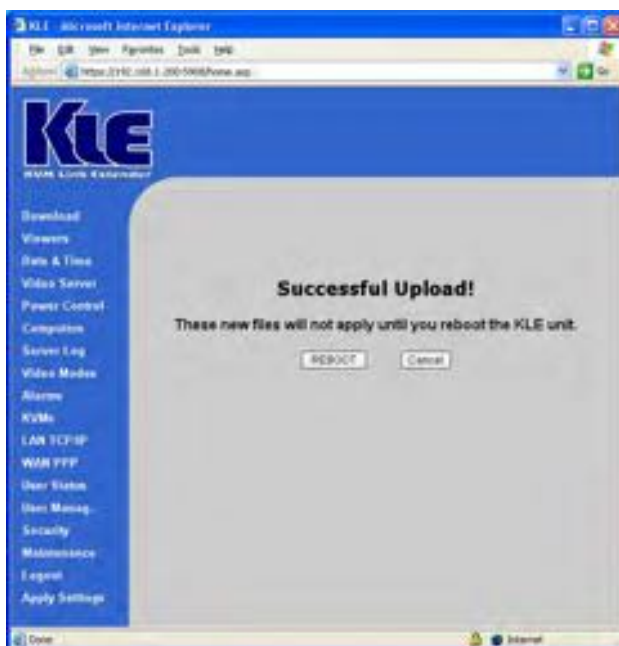 KLE - Microsoft Internet Explorer
File Edit View Favorites Tools Help
Address Go
KLE
KVM Link Extender
Download
Viewers
Date & Time
Video Server
Power Control
Computers
Server Log
Video Modes
Alarms
KVMs
LAN TCP/IP
WAN PPP
User Status
User Manag.
Security
Maintenance
Logout
Apply Settings
Successful Upload!
These new files will not apply until you reboot the KLE unit.
REBOOT Cancel
Done Internet